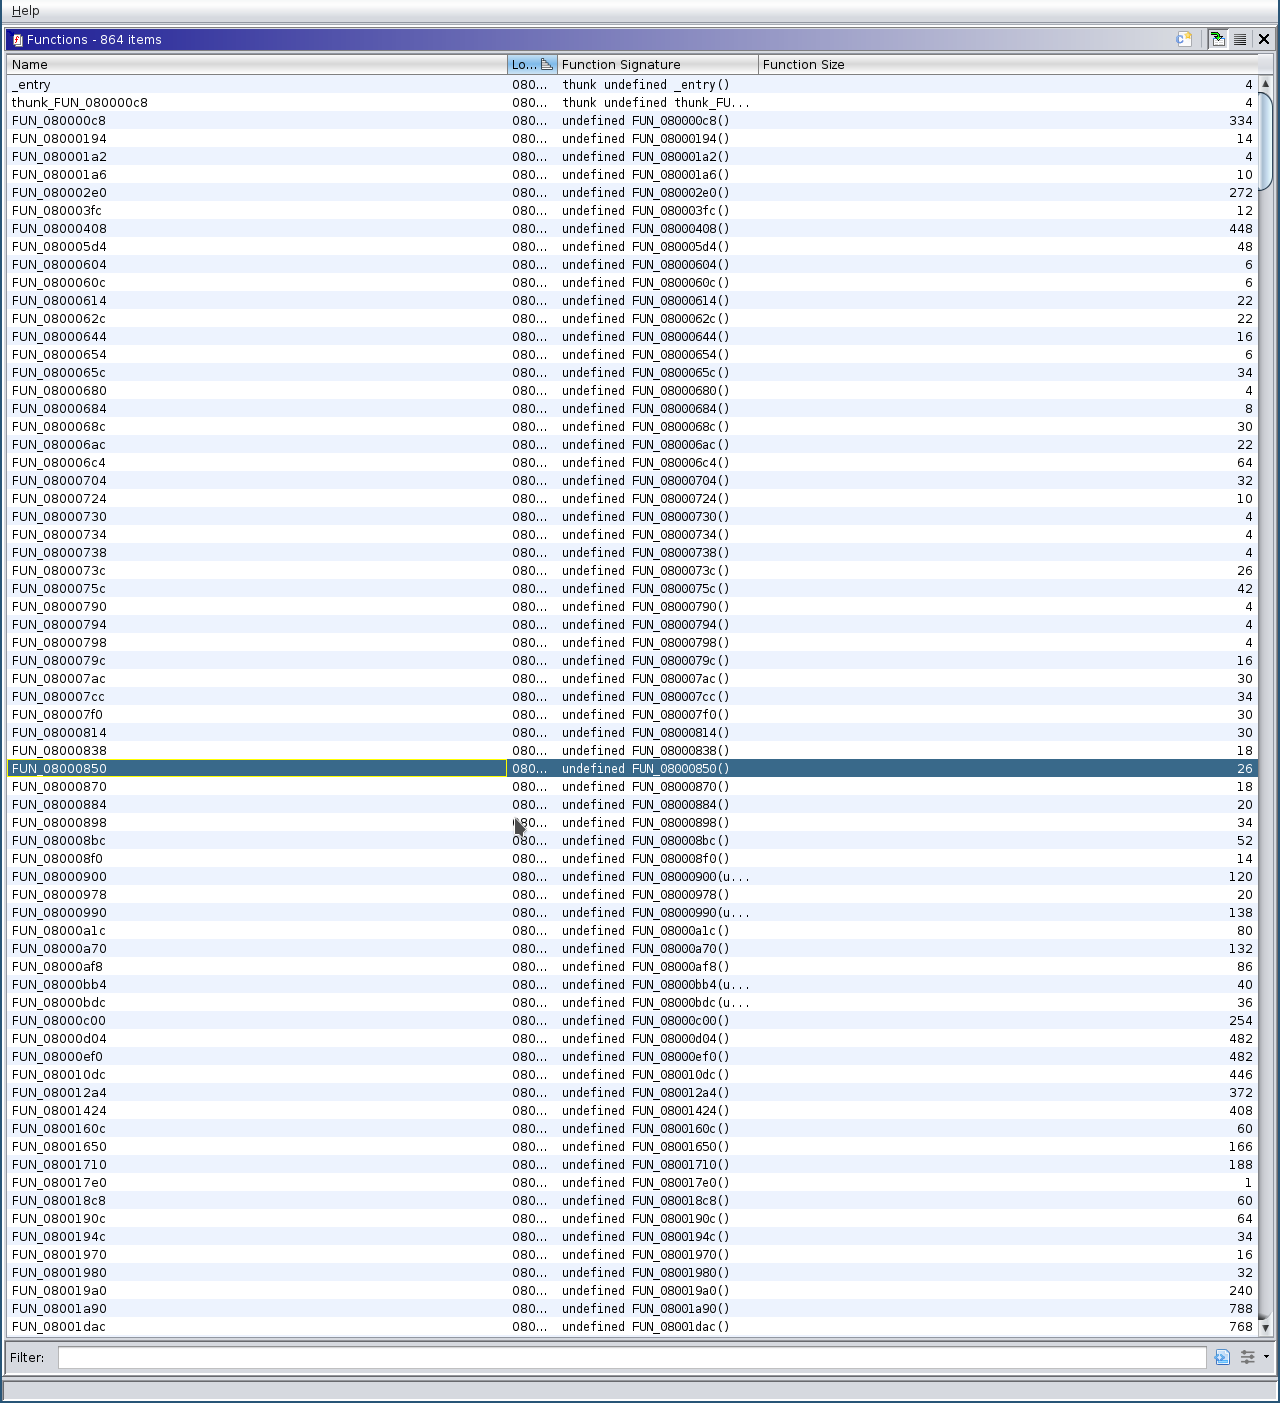 Help
Functions - 864 items
Name Lo... Function Signature Function Size
_entry 080... thunk undefined _entry() 4
thunk_FUN_080000c8 080... thunk undefined thunk_FU... 4
FUN_080000c8 080... undefined FUN_080000c8() 334
FUN_08000194 080... undefined FUN_08000194() 14
FUN_080001a2 080... undefined FUN_080001a2() 4
FUN_080001a6 080... undefined FUN_080001a6() 10
FUN_080002e0 080... undefined FUN_080002e0() 272
FUN_080003fc 080... undefined FUN_080003fc() 12
FUN_08000408 080... undefined FUN_08000408() 448
FUN_080005d4 080... undefined FUN_080005d4() 48
FUN_08000604 080... undefined FUN_08000604() 6
FUN_0800060c 080... undefined FUN_0800060c() 6
FUN_08000614 080... undefined FUN_08000614() 22
FUN_0800062c 080... undefined FUN_0800062c() 22
FUN_08000644 080... undefined FUN_08000644() 16
FUN_08000654 080... undefined FUN_08000654() 6
FUN_0800065c 080... undefined FUN_0800065c() 34
FUN_08000680 080... undefined FUN_08000680() 4
FUN_08000684 080... undefined FUN_08000684() 8
FUN_0800068c 080... undefined FUN_0800068c() 30
FUN_080006ac 080... undefined FUN_080006ac() 22
FUN_080006c4 080... undefined FUN_080006c4() 64
FUN_08000704 080... undefined FUN_08000704() 32
FUN_08000724 080... undefined FUN_08000724() 10
FUN_08000730 080... undefined FUN_08000730() 4
FUN_08000734 080... undefined FUN_08000734() 4
FUN_08000738 080... undefined FUN_08000738() 4
FUN_0800073c 080... undefined FUN_0800073c() 26
FUN_0800075c 080... undefined FUN_0800075c() 42
FUN_08000790 080... undefined FUN_08000790() 4
FUN_08000794 080... undefined FUN_08000794() 4
FUN_08000798 080... undefined FUN_08000798() 4
FUN_0800079c 080... undefined FUN_0800079c() 16
FUN_080007ac 080... undefined FUN_080007ac() 30
FUN_080007cc 080... undefined FUN_080007cc() 34
FUN_080007f0 080... undefined FUN_080007f0() 30
FUN_08000814 080... undefined FUN_08000814() 30
FUN_08000838 080... undefined FUN_08000838() 18
FUN_08000850 080... undefined FUN_08000850() 26
FUN_08000870 080... undefined FUN_08000870() 18
FUN_08000884 080... undefined FUN_08000884() 20
FUN_08000898 080... undefined FUN_08000898() 34
FUN_080008bc 080... undefined FUN_080008bc() 52
FUN_080008f0 080... undefined FUN_080008f0() 14
FUN_08000900 080... undefined FUN_08000900(u... 120
FUN_08000978 080... undefined FUN_08000978() 20
FUN_08000990 080... undefined FUN_08000990(u... 138
FUN_08000a1c 080... undefined FUN_08000a1c() 80
FUN_08000a70 080... undefined FUN_08000a70() 132
FUN_08000af8 080... undefined FUN_08000af8() 86
FUN_08000bb4 080... undefined FUN_08000bb4(u... 40
FUN_08000bdc 080... undefined FUN_08000bdc(u... 36
FUN_08000c00 080... undefined FUN_08000c00() 254
FUN_08000d04 080... undefined FUN_08000d04() 482
FUN_08000ef0 080... undefined FUN_08000ef0() 482
FUN_080010dc 080... undefined FUN_080010dc() 446
FUN_080012a4 080... undefined FUN_080012a4() 372
FUN_08001424 080... undefined FUN_08001424() 408
FUN_0800160c 080... undefined FUN_0800160c() 60
FUN_08001650 080... undefined FUN_08001650() 166
FUN_08001710 080... undefined FUN_08001710() 188
FUN_080017e0 080... undefined FUN_080017e0() 1
FUN_080018c8 080... undefined FUN_080018c8() 60
FUN_0800190c 080... undefined FUN_0800190c() 64
FUN_0800194c 080... undefined FUN_0800194c() 34
FUN_08001970 080... undefined FUN_08001970() 16
FUN_08001980 080... undefined FUN_08001980() 32
FUN_080019a0 080... undefined FUN_080019a0() 240
FUN_08001a90 080... undefined FUN_08001a90() 788
FUN_08001dac 080... undefined FUN_08001dac() 768
Filter: